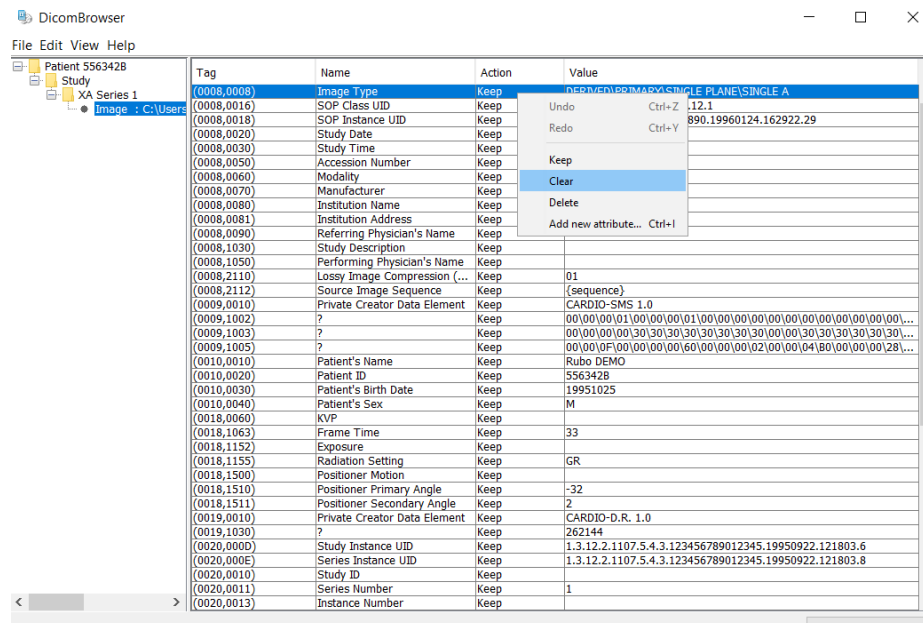 DicomBrowser
File Edit View Help
Patient 556342B
Study
XA Series 1
Image : C:\Users
Tag Name Action Value
(0008,0008) Image Type Keep DERIVED\PRIMARY\SINGLE PLANE\SINGLE A
(0008,0016) SOP Class UID Keep .12.1
(0008,0018) SOP Instance UID Keep 890.19960124.162922.29
(0008,0020) Study Date Keep
(0008,0030) Study Time Keep
(0008,0050) Accession Number Keep
(0008,0060) Modality Keep
(0008,0070) Manufacturer Keep
(0008,0080) Institution Name Keep
(0008,0081) Institution Address Keep
(0008,0090) Referring Physician's Name Keep
(0008,1030) Study Description Keep
(0008,1050) Performing Physician's Name Keep
(0008,2110) Lossy Image Compression (... Keep 01
(0008,2112) Source Image Sequence Keep {sequence}
(0009,0010) Private Creator Data Element Keep CARDIO-SMS 1.0
(0009,1002) ? Keep 00\00\00\01\00\00\00\01\00\00\00\00\00\00\00\00\00\00\00\00\...
(0009,1003) ? Keep 00\00\00\00\30\30\30\30\30\30\30\30\00\00\30\30\30\30\30\30\...
(0009,1005) ? Keep 00\00\0F\00\00\00\00\60\00\00\00\02\00\00\04\B0\00\00\00\28\...
(0010,0010) Patient's Name Keep Rubo DEMO
(0010,0020) Patient ID Keep 556342B
(0010,0030) Patient's Birth Date Keep 19951025
(0010,0040) Patient's Sex Keep M
(0018,0060) KVP Keep
(0018,1063) Frame Time Keep 33
(0018,1152) Exposure Keep
(0018,1155) Radiation Setting Keep GR
(0018,1500) Positioner Motion Keep
(0018,1510) Positioner Primary Angle Keep -32
(0018,1511) Positioner Secondary Angle Keep 2
(0019,0010) Private Creator Data Element Keep CARDIO-D.R. 1.0
(0019,1030) ? Keep 262144
(0020,000D) Study Instance UID Keep 1.3.12.2.1107.5.4.3.123456789012345.19950922.121803.6
(0020,000E) Series Instance UID Keep 1.3.12.2.1107.5.4.3.123456789012345.19950922.121803.8
(0020,0010) Study ID Keep
(0020,0011) Series Number Keep 1
(0020,0013) Instance Number Keep
Undo Ctrl+Z
Redo Ctrl+Y
Keep
Clear
Delete
Add new attribute... Ctrl+I